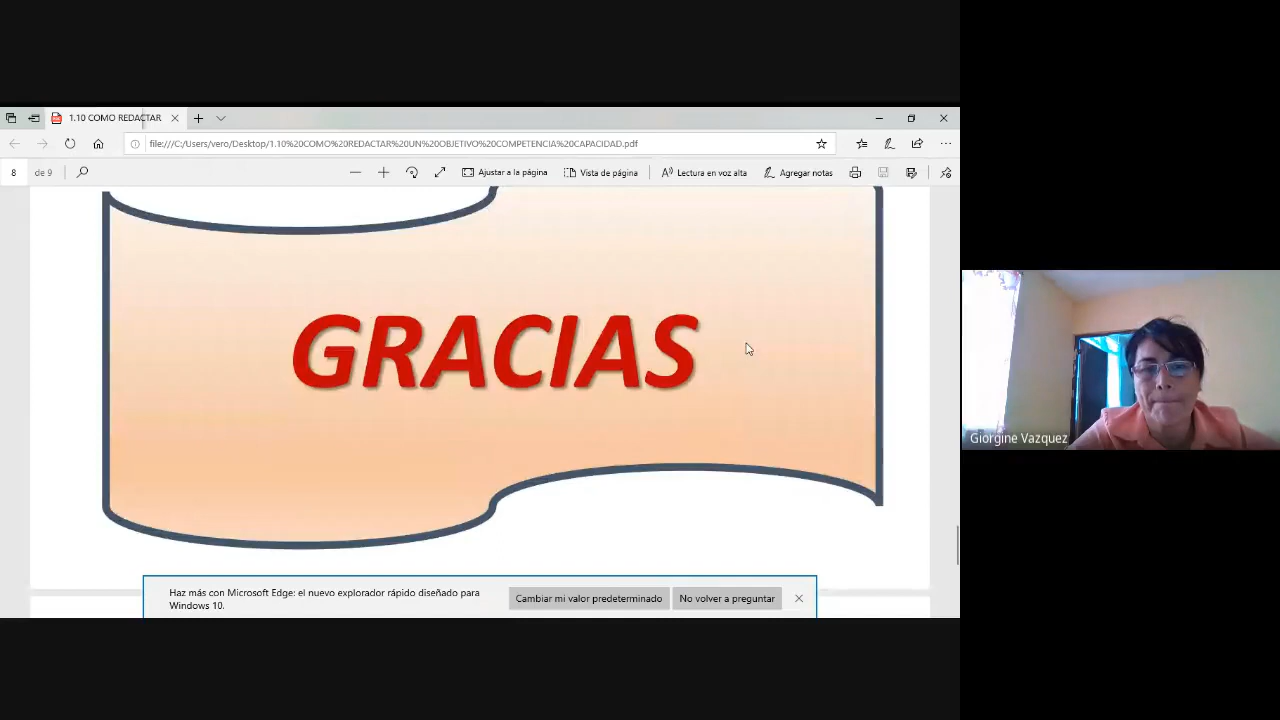 1.10 COMO REDACTAR
file:///C:/Users/vero/Desktop/1.10%20COMO%20REDACTAR%20UN%20OBJETIVO%20COMPETENCIA%20CAPACIDAD.pdf
8 de 9
Ajustar a la página
Vista de página
Lectura en voz alta
Agregar notas
GRACIAS
Giorgine Vazquez
Haz más con Microsoft Edge: el nuevo explorador rápido diseñado para
Windows 10.
Cambiar mi valor predeterminado
No volver a preguntar